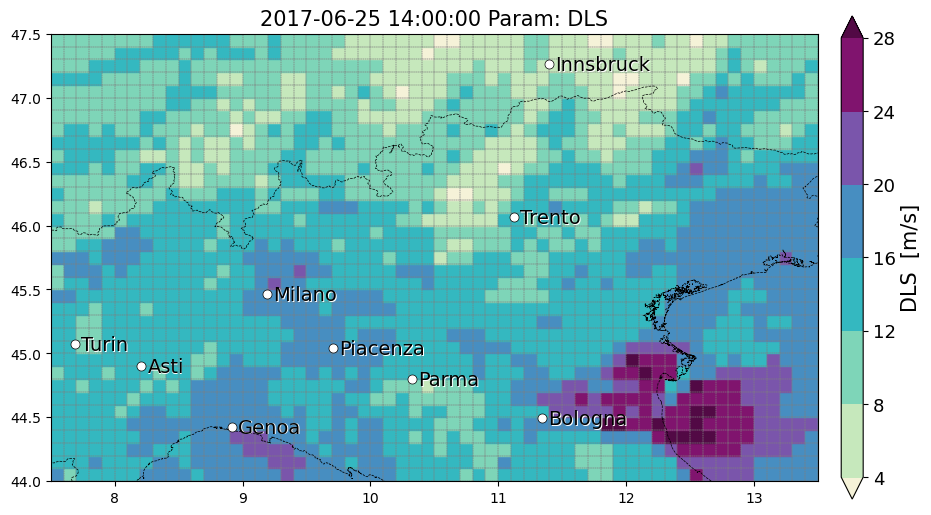 2017-06-25 14:00:00 Param: DLS
47.5
47.0
46.5
46.0
45.5
45.0
44.5
44.0
8
9
10
11
12
13
Innsbruck
Trento
Milano
Turin
Piacenza
Asti
Parma
Bologna
Genoa
28
24
20
16
12
8
4
DLS [m/s]